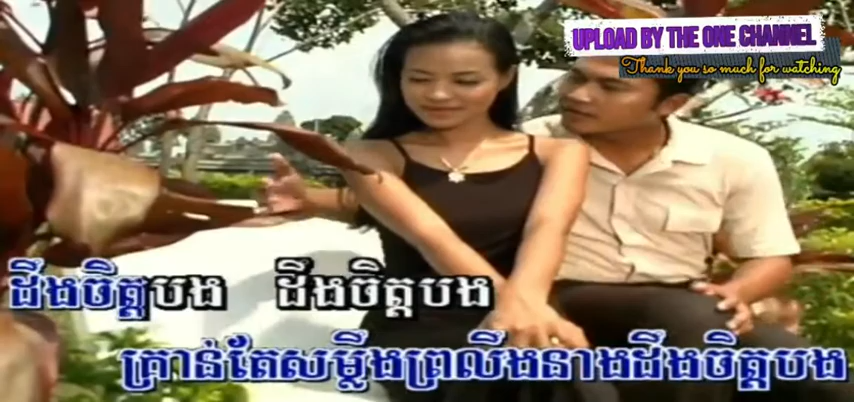 UPLOAD BY THE ONE CHANNEL
Thank you so much for watching
ដឹងចិត្តបង ដឹងចិត្តបង
គ្រាន់តែសម្លឹងព្រលឹងនាងដឹងចិត្តបង